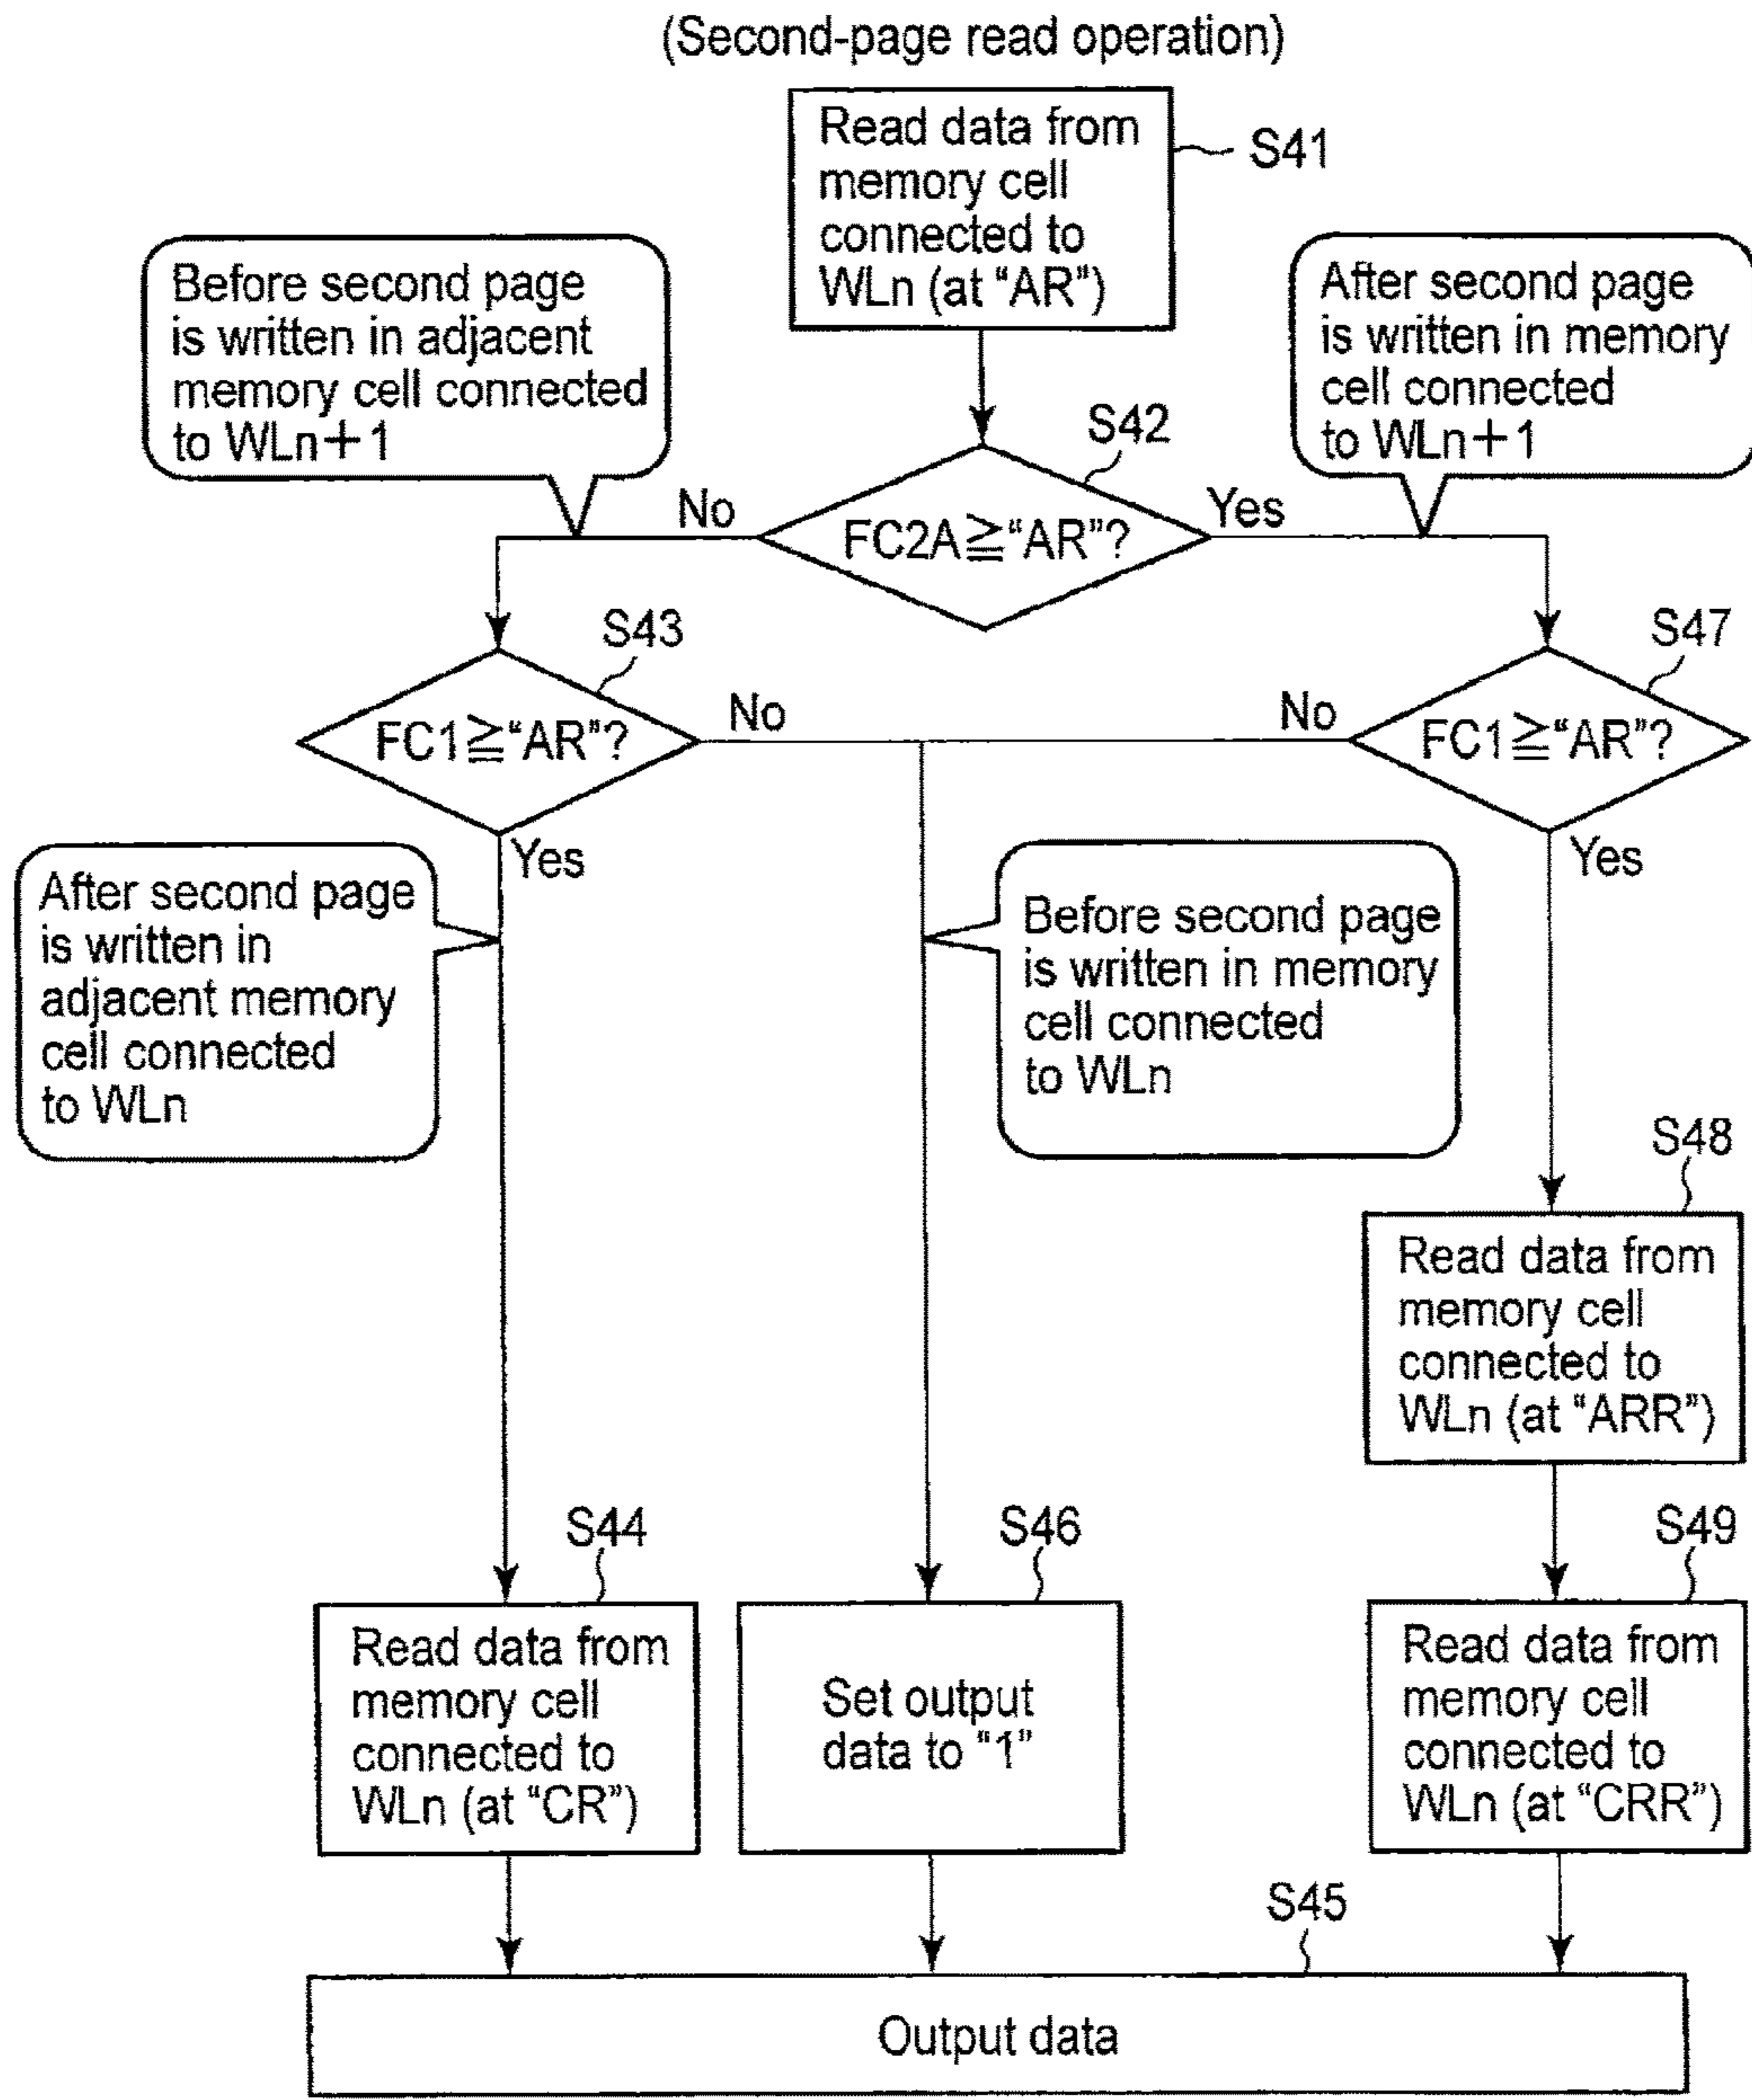 (Second-page read operation)
Read data from
memory cell
connected to
WLn (at “AR”)
S41
Before second page
is written in adjacent
memory cell connected
to WLn+1
After second page
is written in memory
cell connected
to WLn+1
S42
No
FC2A≧“AR”?
Yes
S43
FC1≧“AR”?
No
Yes
S47
No
FC1≧“AR”?
Yes
After second page
is written in
adjacent memory
cell connected
to WLn
Before second page
is written in memory
cell connected
to WLn
S48
Read data from
memory cell
connected to
WLn (at “ARR”)
S44
Read data from
memory cell
connected to
WLn (at “CR”)
S46
Set output
data to “1”
S49
Read data from
memory cell
connected to
WLn (at “CRR”)
S45
Output data